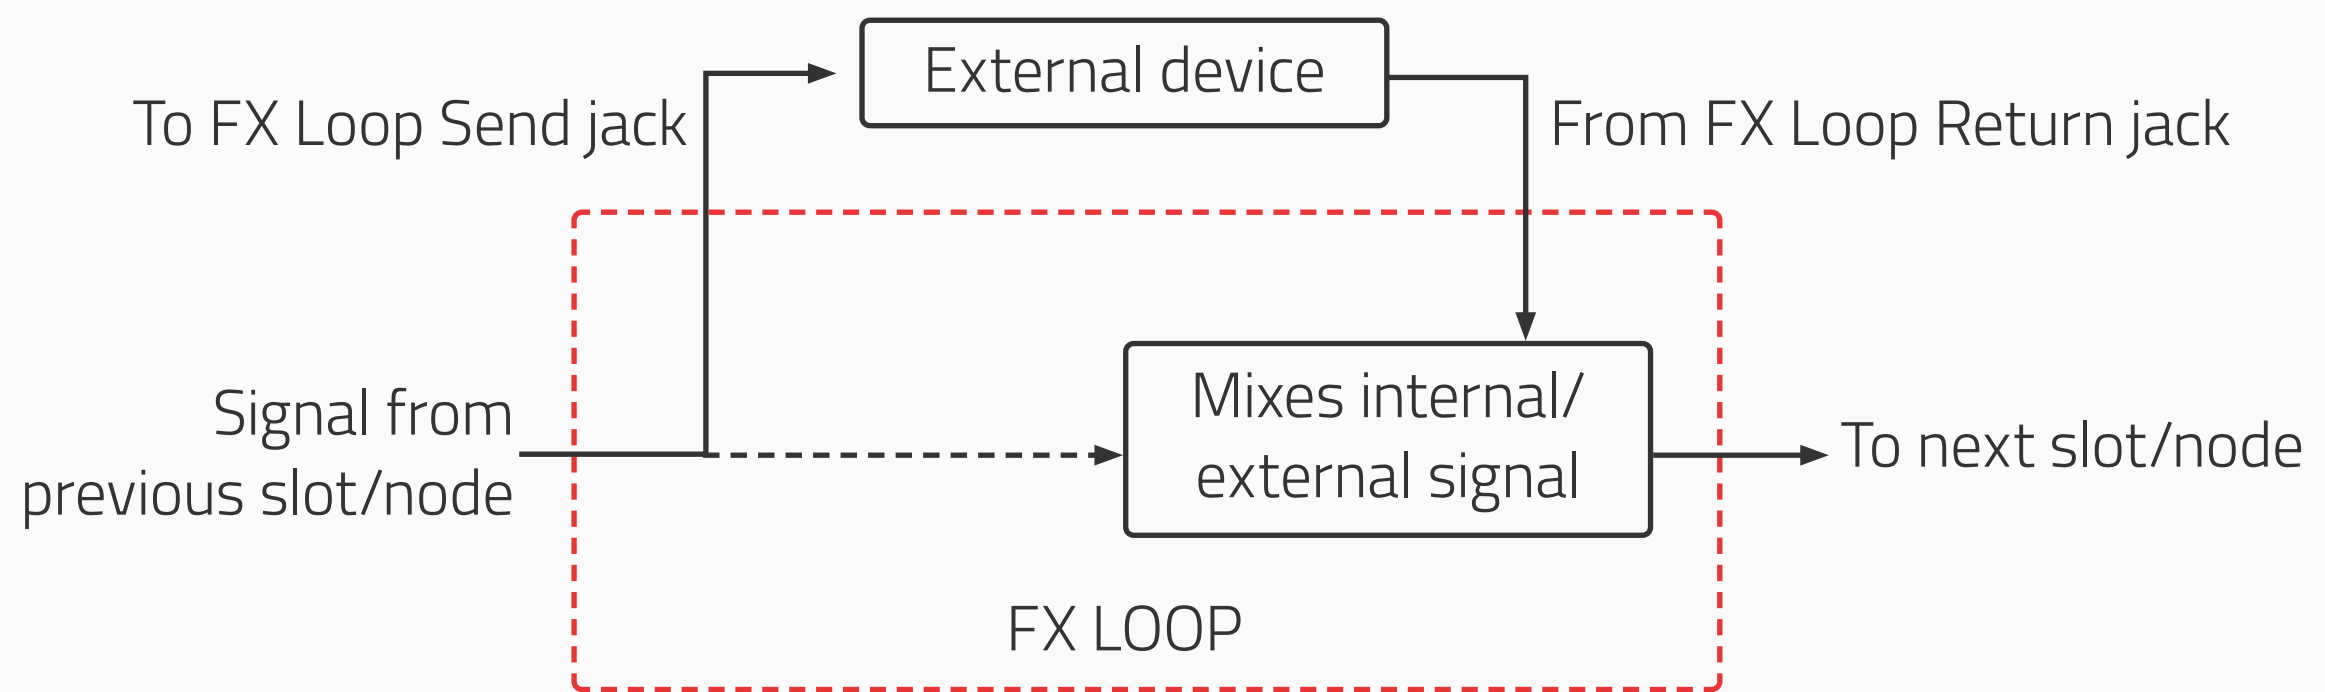 External device
To FX Loop Send jack
From FX Loop Return jack
Signal from
previous slot/node
Mixes internal/
external signal
To next slot/node
FX LOOP